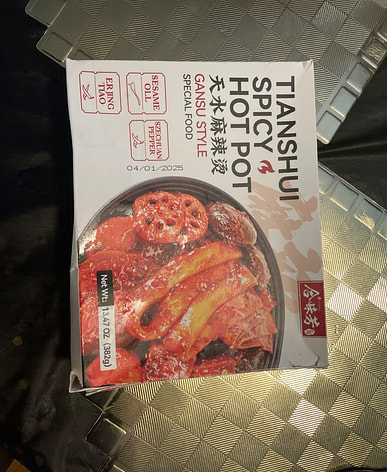 TIANSHUI
SPICY
HOT POT
天水麻辣烫
GANSU STYLE
SPECIAL FOOD
SESAME
OLL
SZECHUAN
PEPPER
ERJING
TIAO
04/01/2025
Net Wt: 13.47 OZ. (382g)